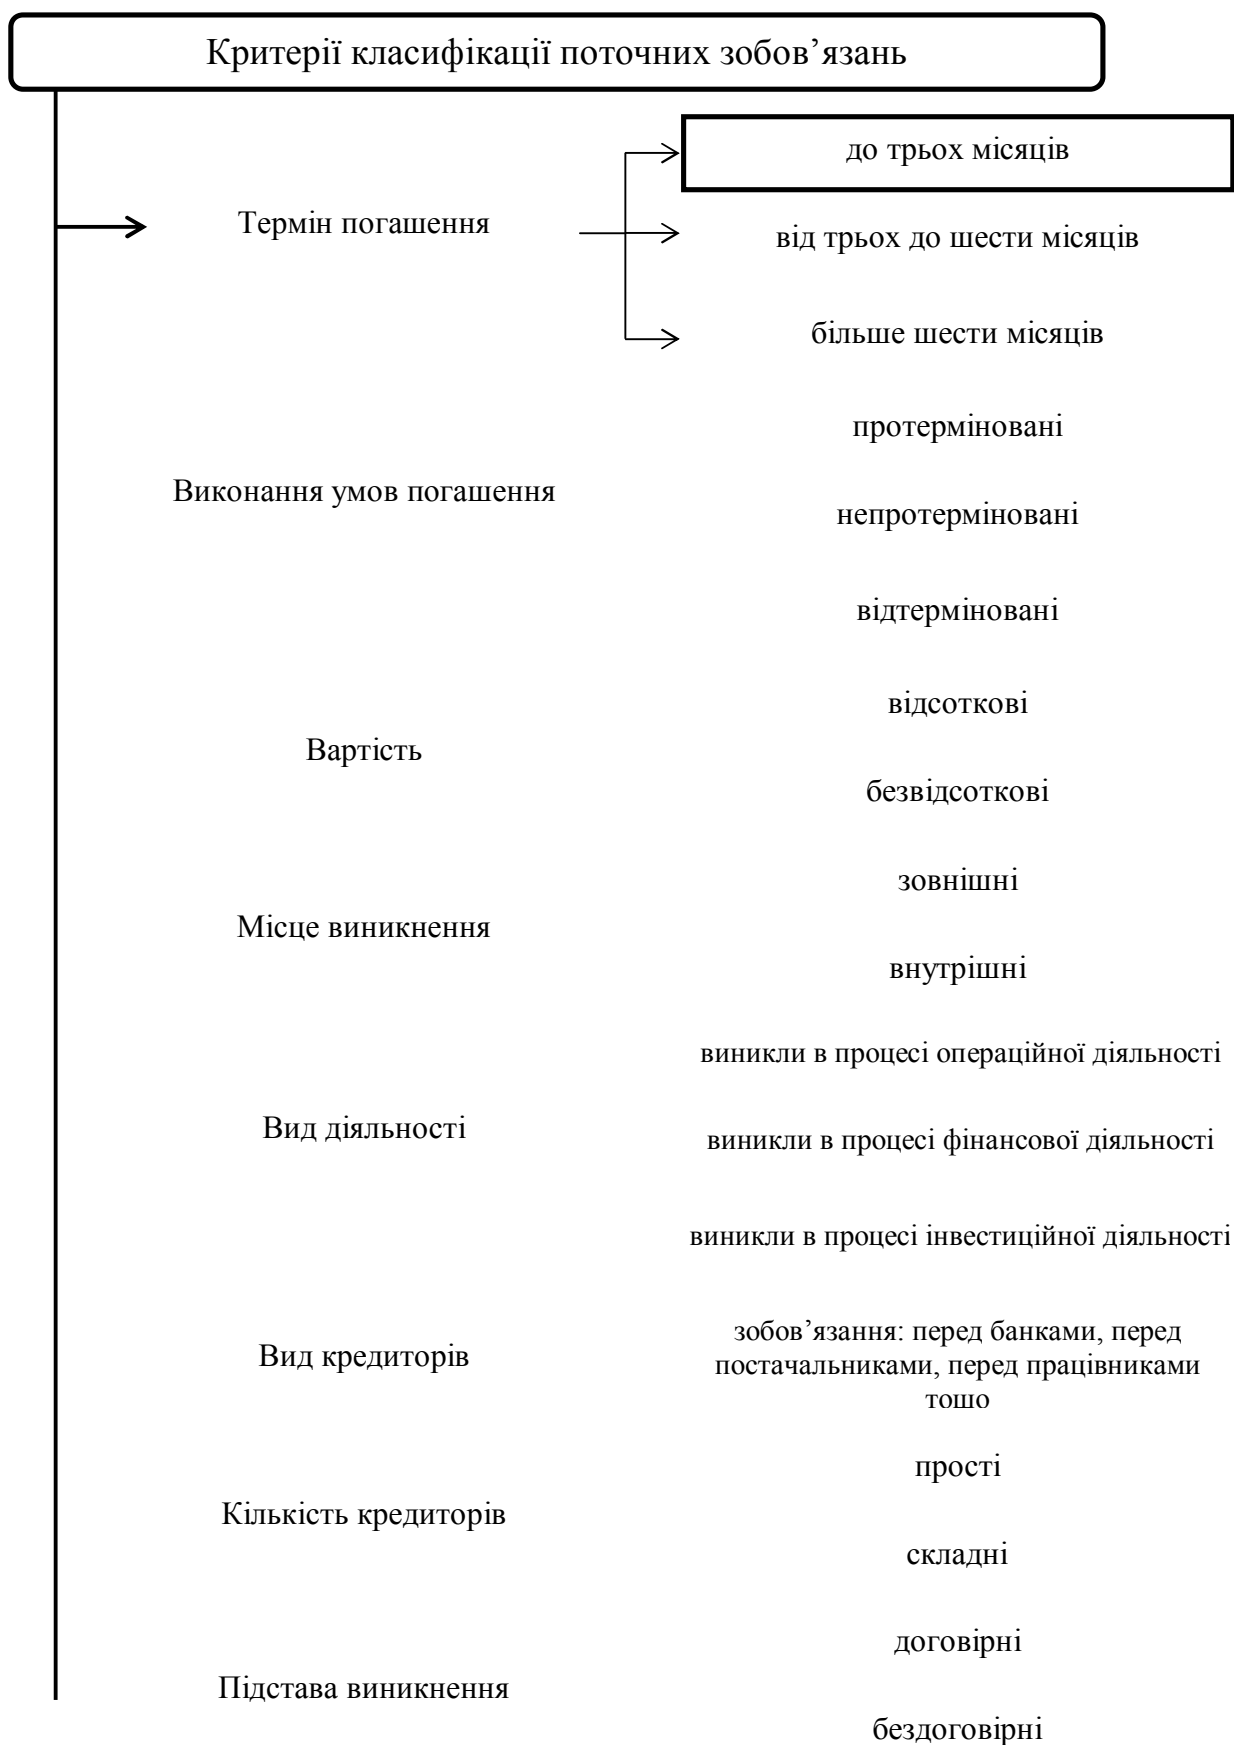 Критерії класифікації поточних зобов’язань
до трьох місяців
Термін погашення
від трьох до шести місяців
більше шести місяців
протерміновані
Виконання умов погашення
непротерміновані
відтерміновані
відсоткові
Вартість
безвідсоткові
зовнішні
Місце виникнення
внутрішні
виникли в процесі операційної діяльності
Вид діяльності
виникли в процесі фінансової діяльності
виникли в процесі інвестиційної діяльності
зобов’язання: перед банками, перед
Вид кредиторів
постачальниками, перед працівниками
тошо
прості
Кількість кредиторів
складні
договірні
Підстава виникнення
бездоговірні